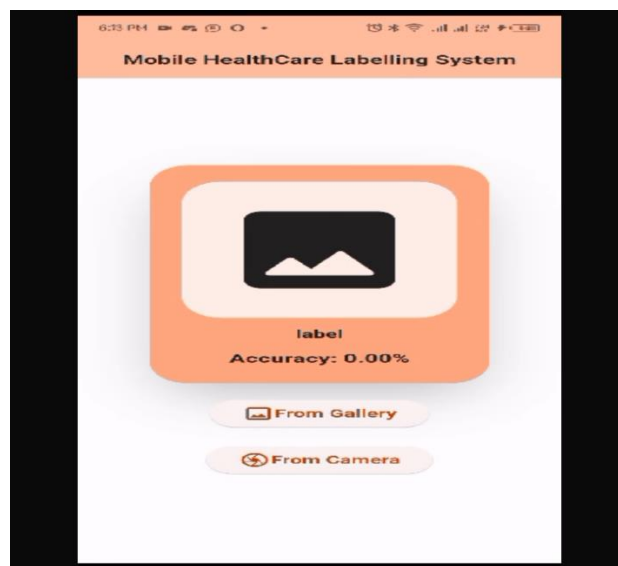 6:33 PM
Mobile HealthCare Labelling System
label
Accuracy: 0.00%
From Gallery
From Camera